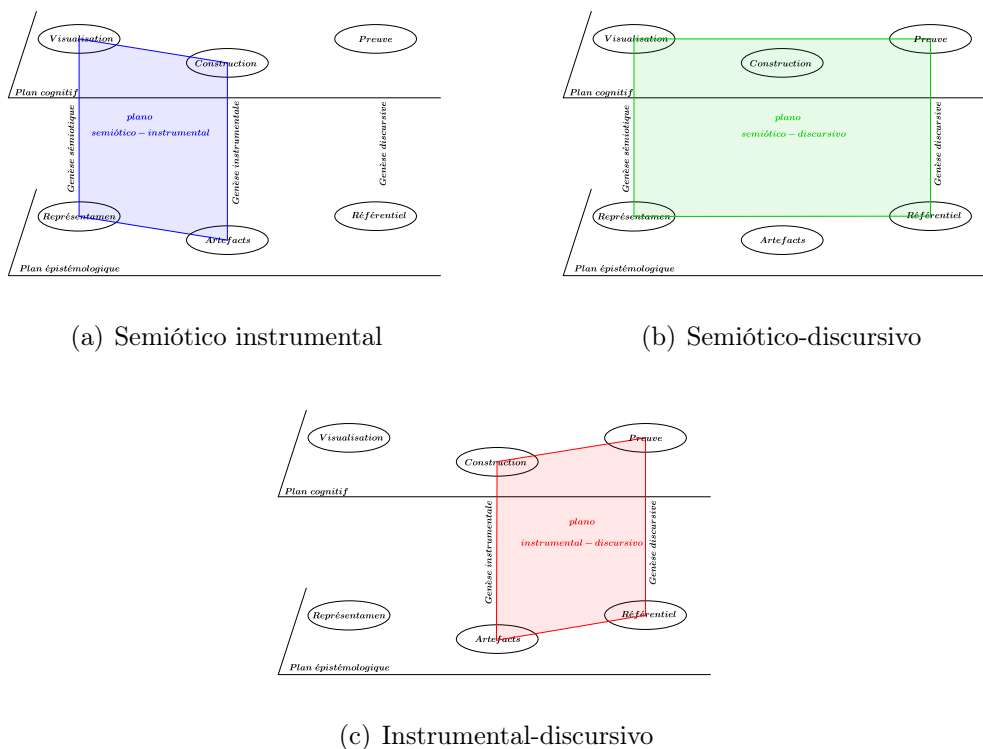 Visualisation
Construction
Preuve
Plan cognitif
Genèse sémiotique
plano
semiótico – instrumental
Genèse instrumentale
Genèse discursive
Représentamen
Artefacts
Référentiel
Plan épistémologique
(a) Semiótico instrumental
Visualisation
Construction
Preuve
Plan cognitif
Genèse sémiotique
plano
semiótico – discursivo
Genèse discursive
Représentamen
Artefacts
Référentiel
Plan épistémologique
(b) Semiótico-discursivo
Visualisation
Construction
Preuve
Plan cognitif
Genèse instrumentale
plano
instrumental – discursivo
Genèse discursive
Représentamen
Artefacts
Référentiel
Plan épistémologique
(c) Instrumental-discursivo